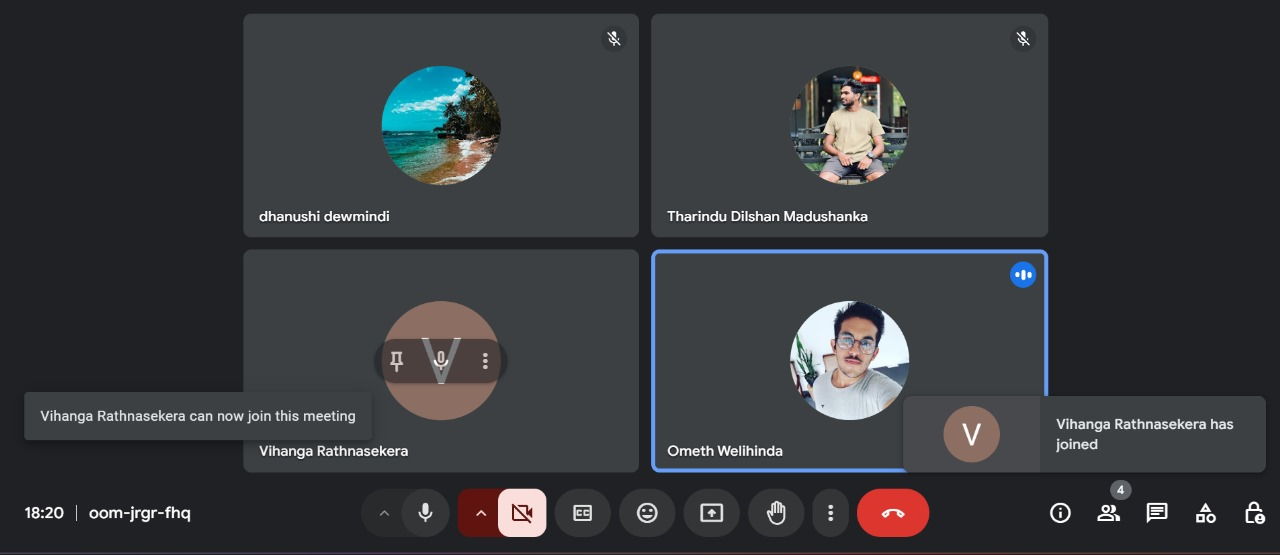 dhanushi dewmindi
Tharindu Dilshan Madushanka
V
Vihanga Rathnasekera can now join this meeting
Vihanga Rathnasekera
Ometh Welihinda
V
Vihanga Rathnasekera has
joined
18:20 | oom-jrgr-fhq
CC
4